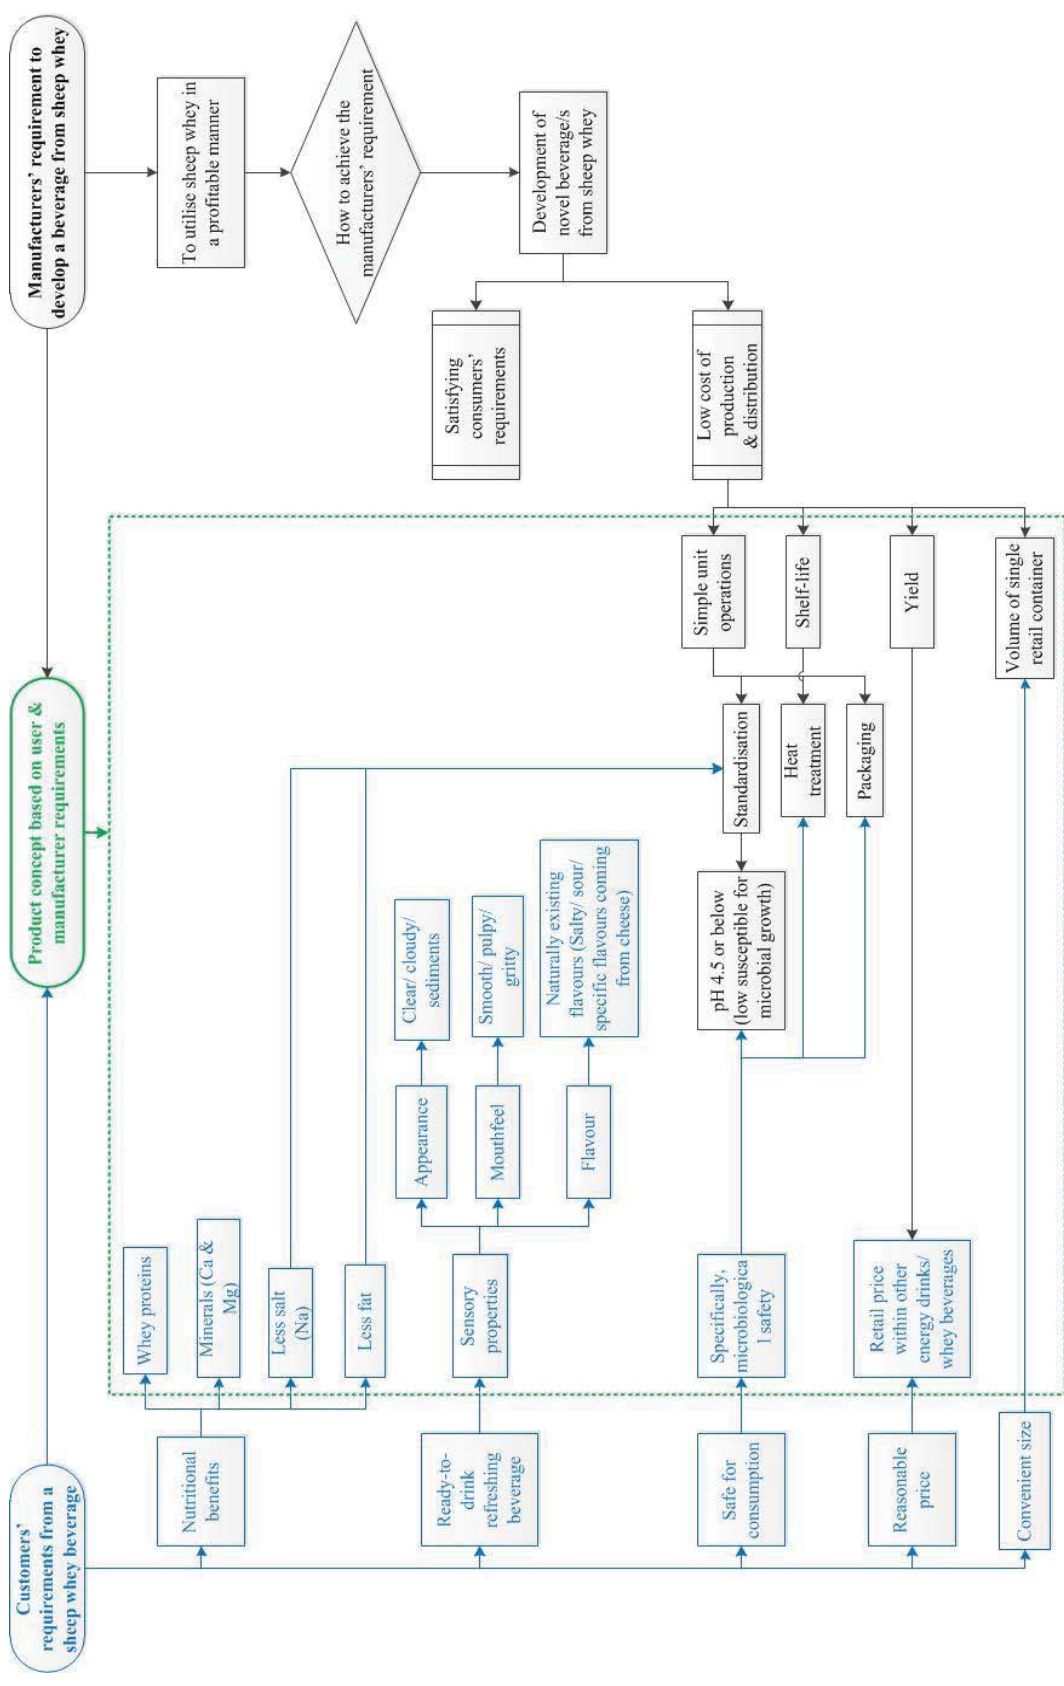 Customers'
requirements from a
sheep whey beverage
Product concept based on user &
manufacturer requirements
Manufacturers' requirement to
develop a beverage from sheep whey
Nutritional
benefits
Whey proteins
Minerals (Ca &
Mg)
Less salt
(Na)
Less fat
Ready-to-
drink
refreshing
beverage
Sensory
properties
Appearance
Clear/ cloudy/
sediments
Mouthfeel
Smooth/ pulpy/
gritty
Flavour
Naturally existing
flavours (Salty/ sour/
specific flavours coming
from cheese)
Safe for
consumption
Specifically,
microbiologica
l safety
pH 4.5 or below
(low susceptible for
microbial growth)
Standardisation
Heat
treatment
Packaging
Reasonable
price
Retail price
within other
energy drinks/
whey beverages
Convenient size
Simple unit
operations
Shelf-life
Yield
Volume of single
retail container
To utilise sheep whey in
a profitable manner
How to achieve the
manufacturers' requirement
Development of
novel beverage/s
from sheep whey
Satisfying
consumers'
requirements
Low cost of
production
& distribution